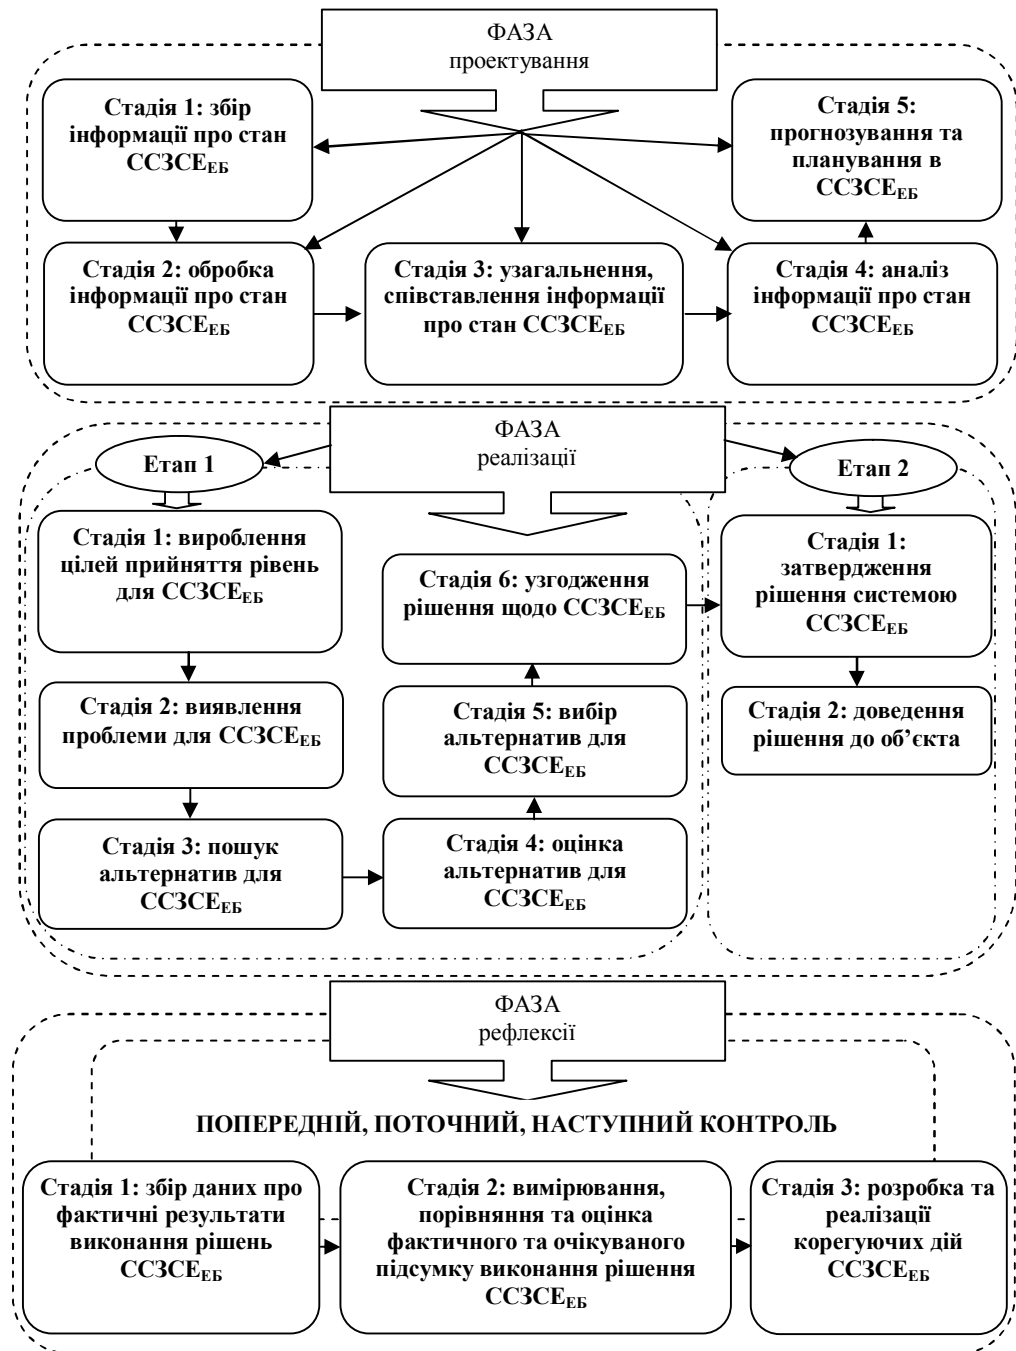 ФАЗА
проектування
Стадія 1: збір
інформації про стан
ССЗСЕЕБ
Стадія 5:
прогнозування та
планування в
ССЗСЕЕБ
Стадія 2: обробка
інформації про стан
ССЗСЕЕБ
Стадія 3: узагальнення,
співставлення інформації
про стан ССЗСЕЕБ
Стадія 4: аналіз
інформації про стан
ССЗСЕЕБ
ФАЗА
реалізації
Етап 1
Етап 2
Стадія 1: вироблення
цілей прийняття рівень
для ССЗСЕЕБ
Стадія 2: виявлення
проблеми для ССЗСЕЕБ
Стадія 3: пошук
альтернатив для
ССЗСЕЕБ
Стадія 6: узгодження
рішення щодо ССЗСЕЕБ
Стадія 5: вибір
альтернатив для
ССЗСЕЕБ
Стадія 4: оцінка
альтернатив для
ССЗСЕЕБ
Стадія 1:
затвердження
рішення системою
ССЗСЕЕБ
Стадія 2: доведення
рішення до об’єкта
ФАЗА
рефлексії
ПОПЕРЕДНІЙ, ПОТОЧНИЙ, НАСТУПНИЙ КОНТРОЛЬ
Стадія 1: збір даних про
фактичні результати
виконання рішень
ССЗСЕЕБ
Стадія 2: вимірювання,
порівняння та оцінка
фактичного та очікуваного
підсумку виконання рішення
ССЗСЕЕБ
Стадія 3: розробка та
реалізації
корегуючих дій
ССЗСЕЕБ